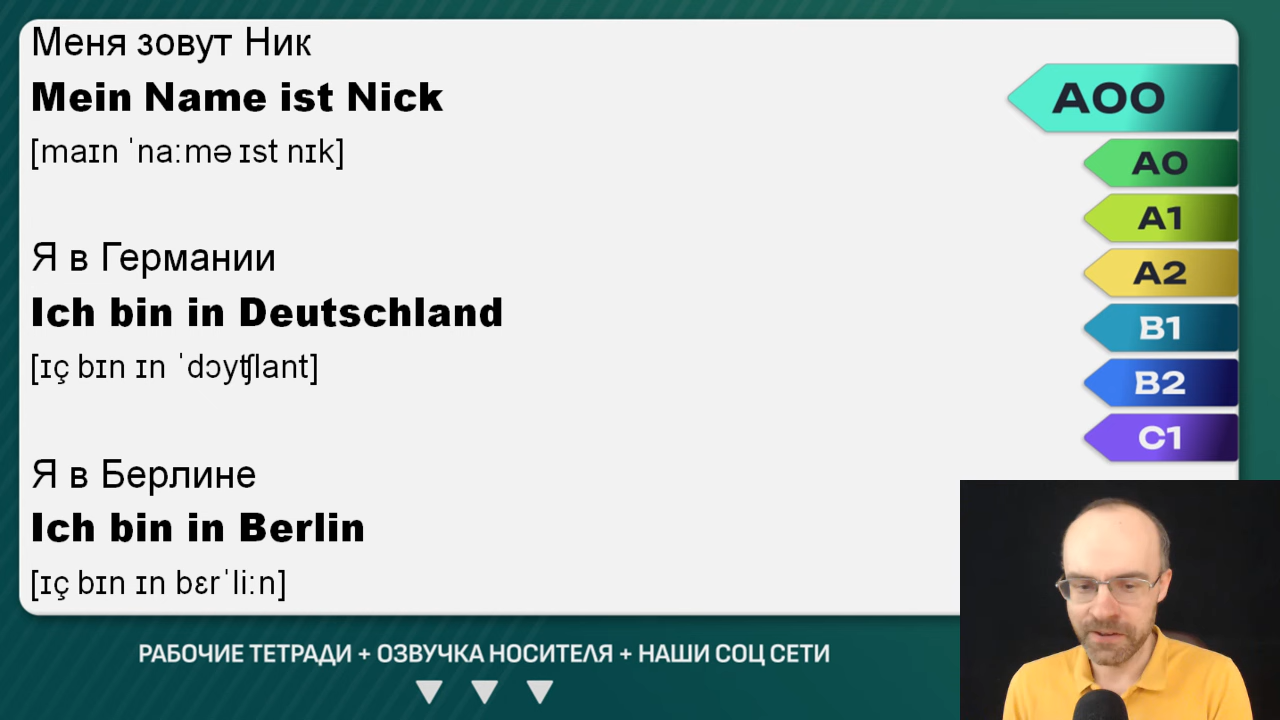 Меня зовут Ник
Mein Name ist Nick
[maɪn ˈnaːmə ɪst nɪk]
Я в Германии
Ich bin in Deutschland
[ɪç bɪn ɪn ˈdɔyʧlant]
Я в Берлине
Ich bin in Berlin
[ɪç bɪn ɪn bɛrˈliːn]
A00
A0
A1
A2
B1
B2
C1
РАБОЧИЕ ТЕТРАДИ + ОЗВУЧКА НОСИТЕЛЯ + НАШИ СОЦ СЕТИ